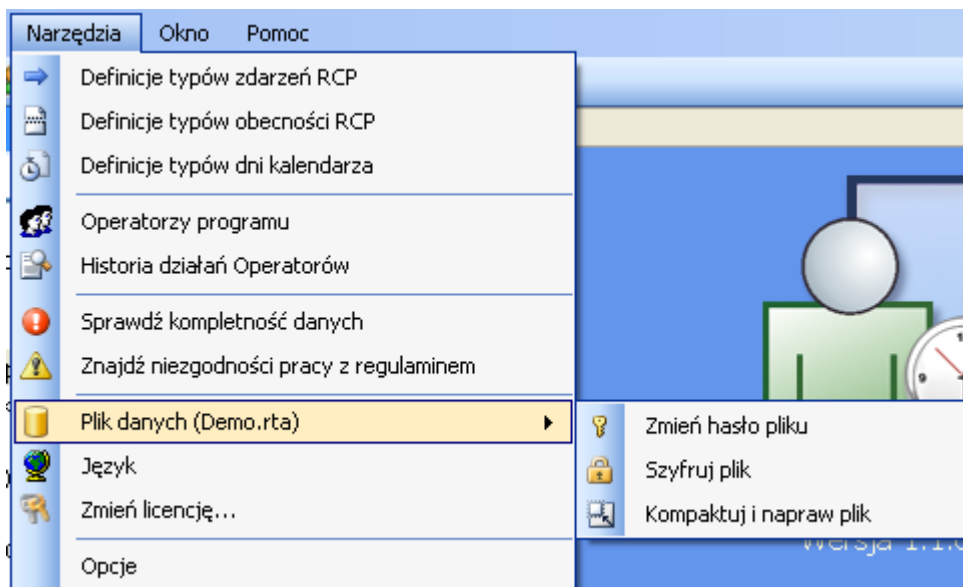 Narzędzia Okno Pomoc
Definicje typów zdarzeń RCP
Definicje typów obecności RCP
Definicje typów dni kalendarza
Operatorzy programu
Historia działań Operatorów
Sprawdź kompletność danych
Znajdź niezgodności pracy z regulaminem
Plik danych (Demo.rta)
Zmień hasło pliku
Język
Szyfruj plik
Zmień licencję...
Kompaktuj i napraw plik
Opcje